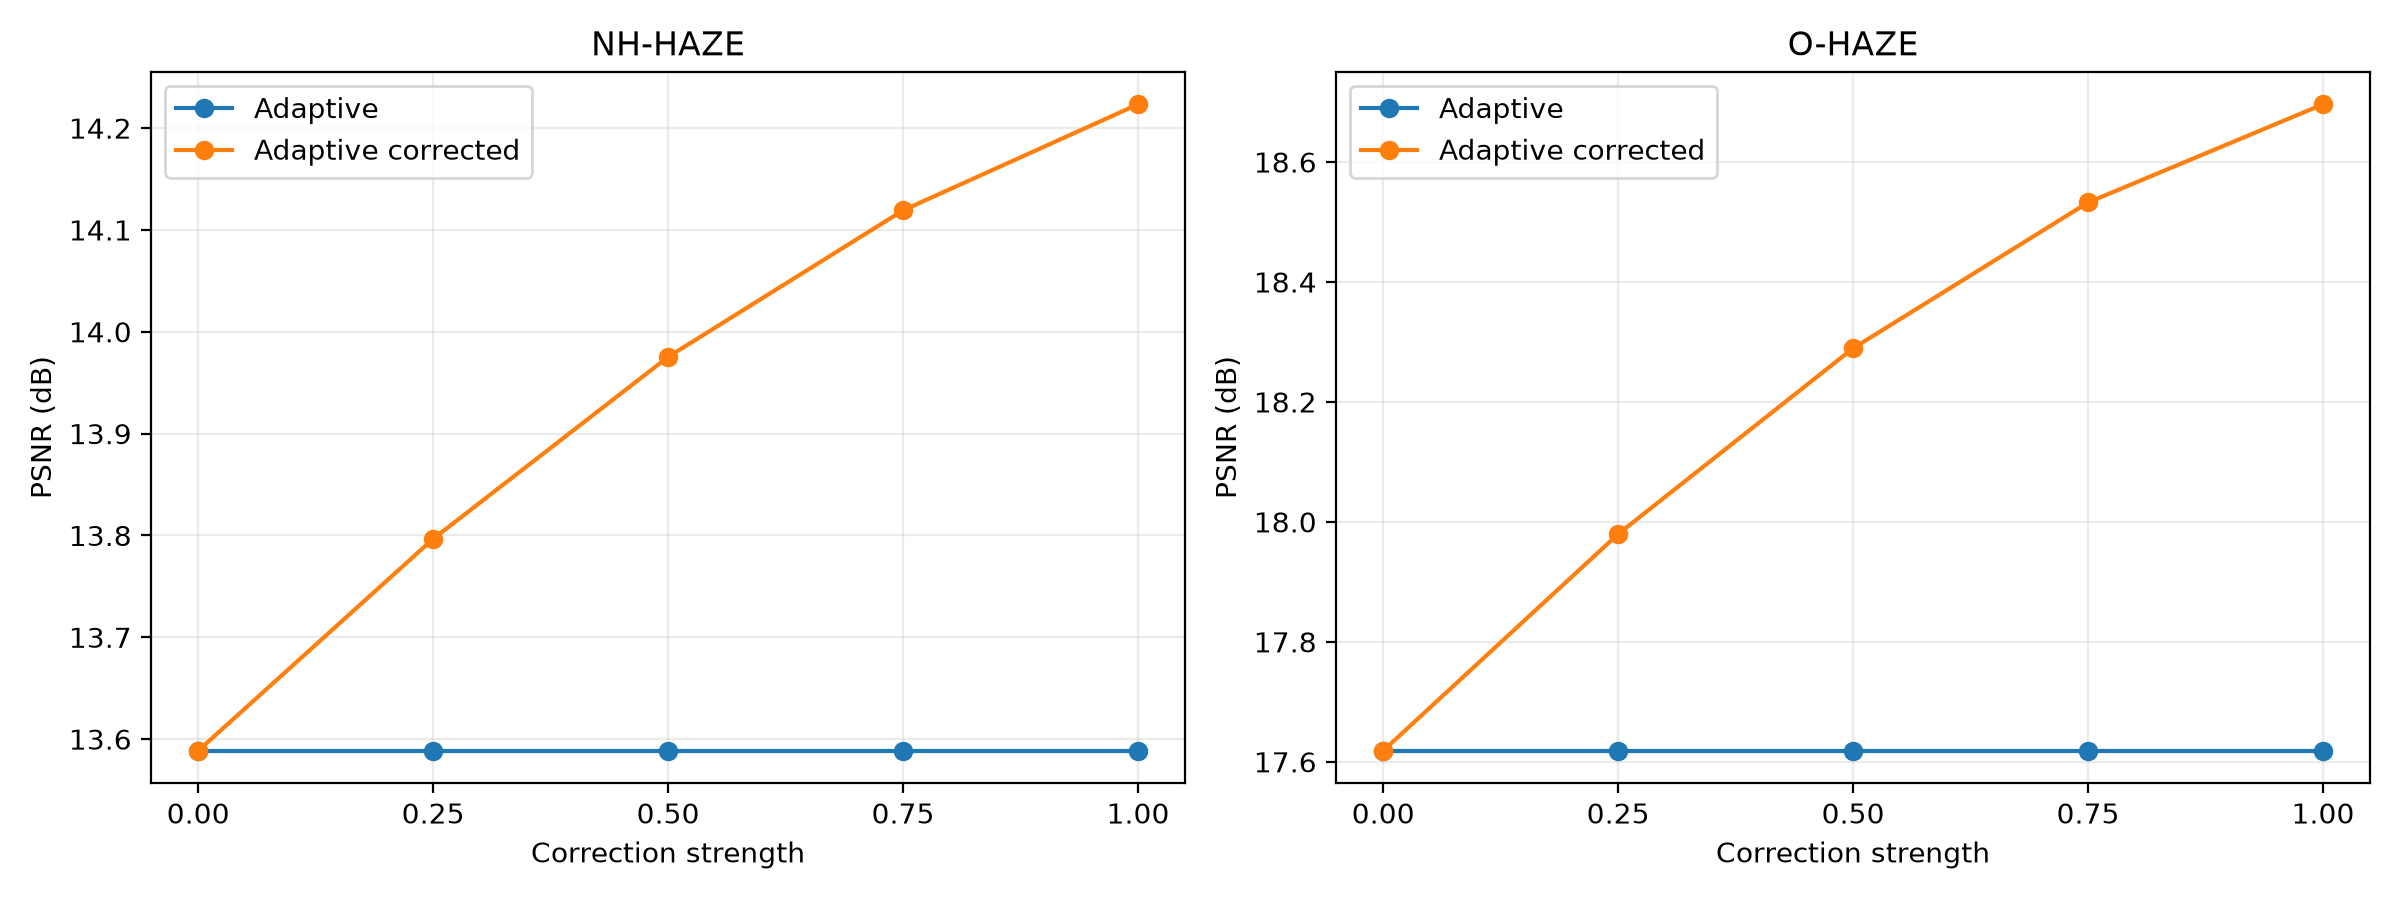 NH-HAZE
Adaptive
Adaptive corrected
14.2
14.1
14.0
13.9
13.8
13.7
13.6
PSNR (dB)
0.00 0.25 0.50 0.75 1.00
Correction strength
O-HAZE
Adaptive
Adaptive corrected
18.6
18.4
18.2
18.0
17.8
17.6
PSNR (dB)
0.00 0.25 0.50 0.75 1.00
Correction strength